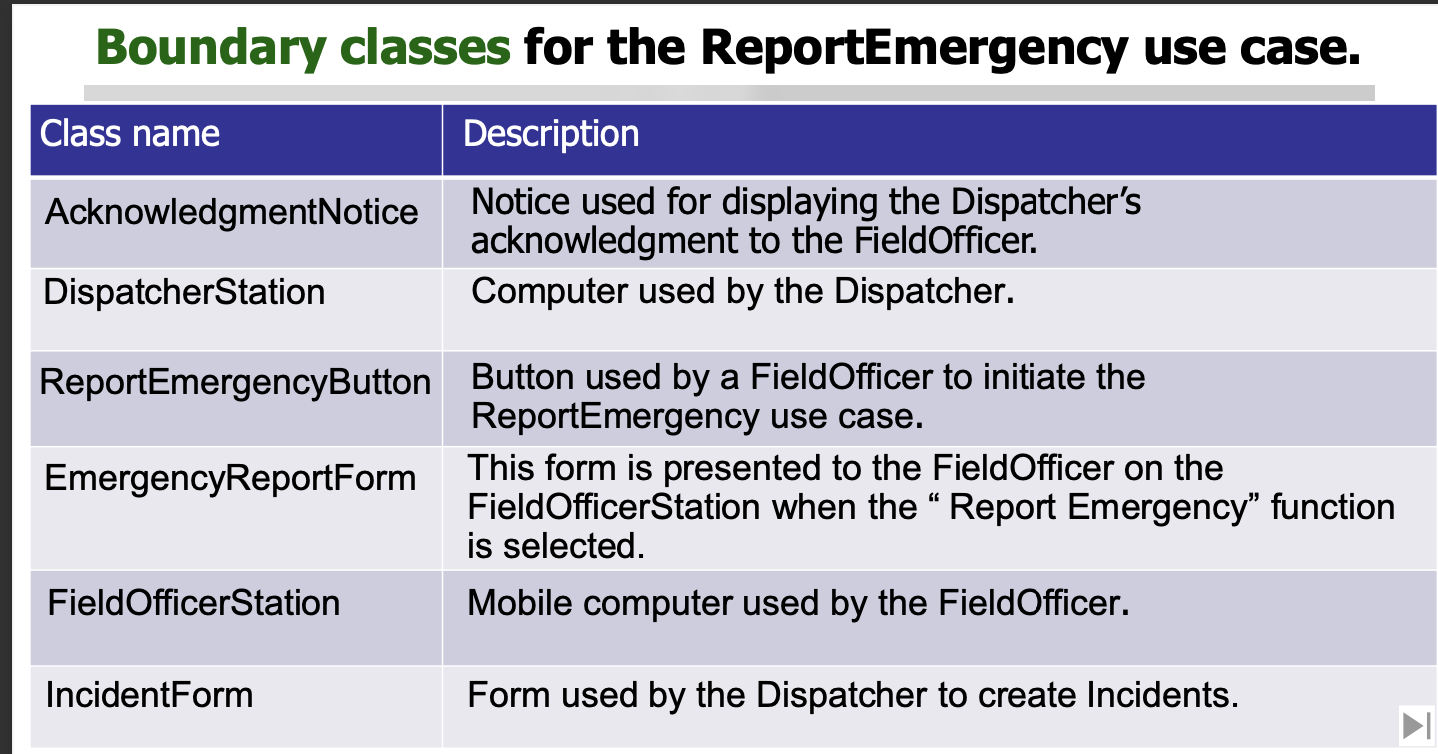 Boundary classes for the ReportEmergency use case.
Class name
Description
AcknowledgmentNotice
Notice used for displaying the Dispatcher’s
acknowledgment to the FieldOfficer.
DispatcherStation
Computer used by the Dispatcher.
ReportEmergencyButton
Button used by a FieldOfficer to initiate the
ReportEmergency use case.
EmergencyReportForm
This form is presented to the FieldOfficer on the
FieldOfficerStation when the “ Report Emergency” function
is selected.
FieldOfficerStation
Mobile computer used by the FieldOfficer.
IncidentForm
Form used by the Dispatcher to create Incidents.